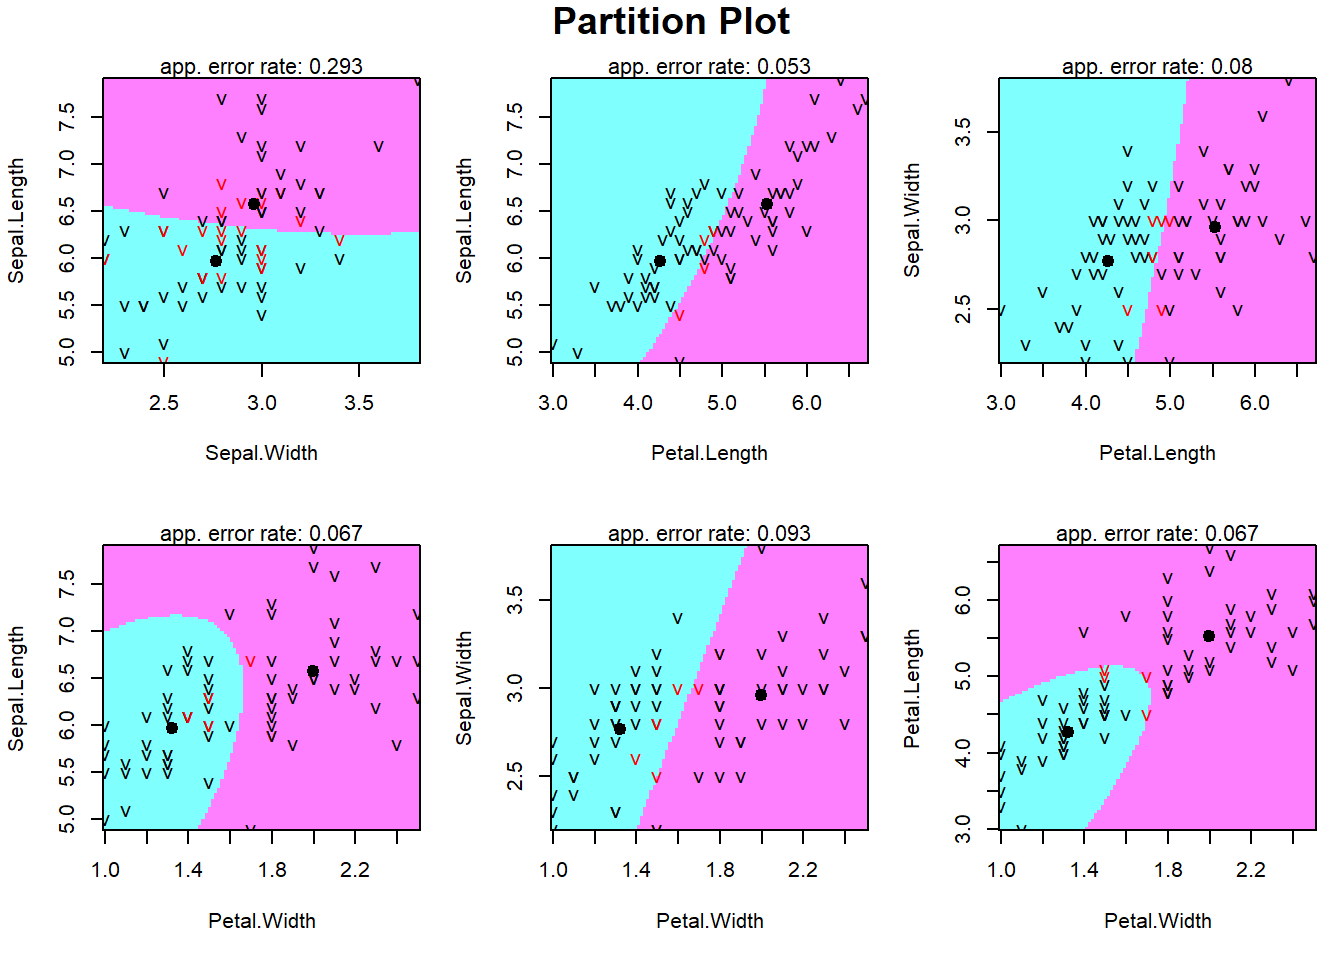 Partition Plot
app. error rate: 0.293
app. error rate: 0.053
app. error rate: 0.08
Sepal.Length
5.0 5.5 6.0 6.5 7.0 7.5
2.5 3.0 3.5
Sepal.Width
Sepal.Length
5.0 5.5 6.0 6.5 7.0 7.5
3.0 4.0 5.0 6.0
Petal.Length
Sepal.Width
2.5 3.0 3.5
3.0 4.0 5.0 6.0
Petal.Length
app. error rate: 0.067
app. error rate: 0.093
app. error rate: 0.067
Sepal.Length
5.0 5.5 6.0 6.5 7.0 7.5
1.0 1.4 1.8 2.2
Petal.Width
Sepal.Width
2.5 3.0 3.5
1.0 1.4 1.8 2.2
Petal.Width
Petal.Length
3.0 4.0 5.0 6.0
1.0 1.4 1.8 2.2
Petal.Width